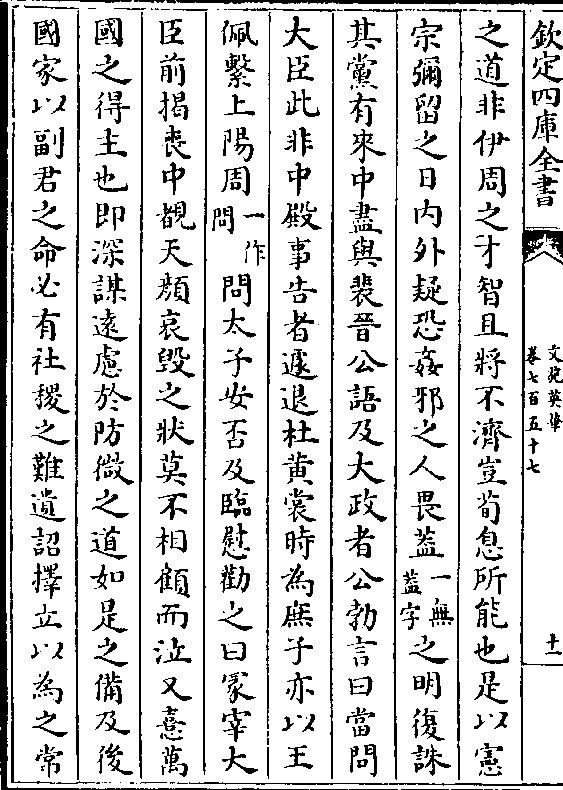 欽定四庫全書
文苑英華
卷七百五十七
十一
之道非伊周之才智且將不濟豈荀息所能也是以憲
宗彌留之日內外疑恐姦邪之人畏葢一無葢字之明復誅
其黨有來中盡與裴晉公語及大政者公勃言曰當問
大臣此非中殿事告者遽退杜黄裳時為庶子亦以王
伾繫上陽周一作問問太子安否及臨慰勸之曰冢宰大
臣前揭喪中覩天顏哀毀之狀莫不相顧而泣又憙萬
國之得主也即深謀遠慮於防微之道如是之備及後
國家以副君之命必有社稷之難遺詔擇立以為之常